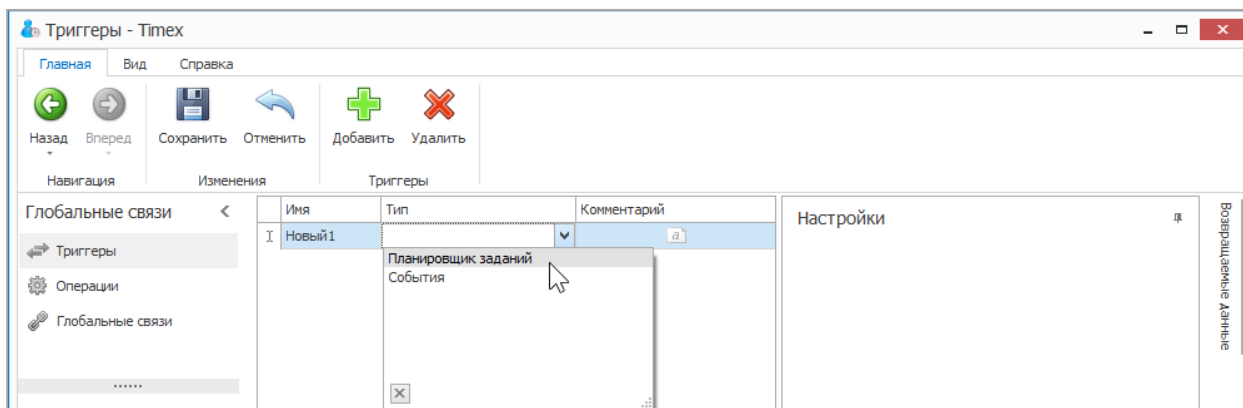 Триггеры - Timex
Главная Вид Справка
Назад Вперед Сохранить Отменить Добавить Удалить
Навигация Изменения Триггеры
Глобальные связи
Имя Тип Комментарий
Настройки
Возвращаемые данные
Новый1 a
Триггеры
Планировщик заданий
События
Операции
Глобальные связи